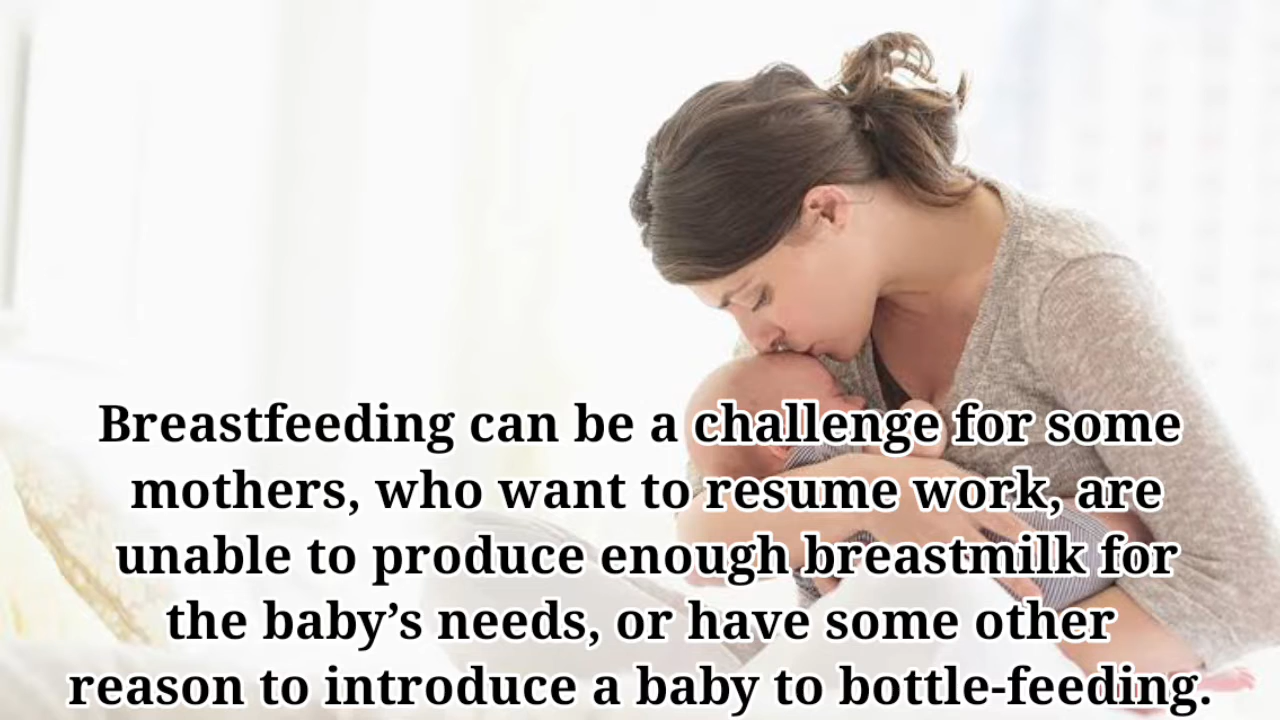 Breastfeeding can be a challenge for some
mothers, who want to resume work, are
unable to produce enough breastmilk for
the baby’s needs, or have some other
reason to introduce a baby to bottle-feeding.